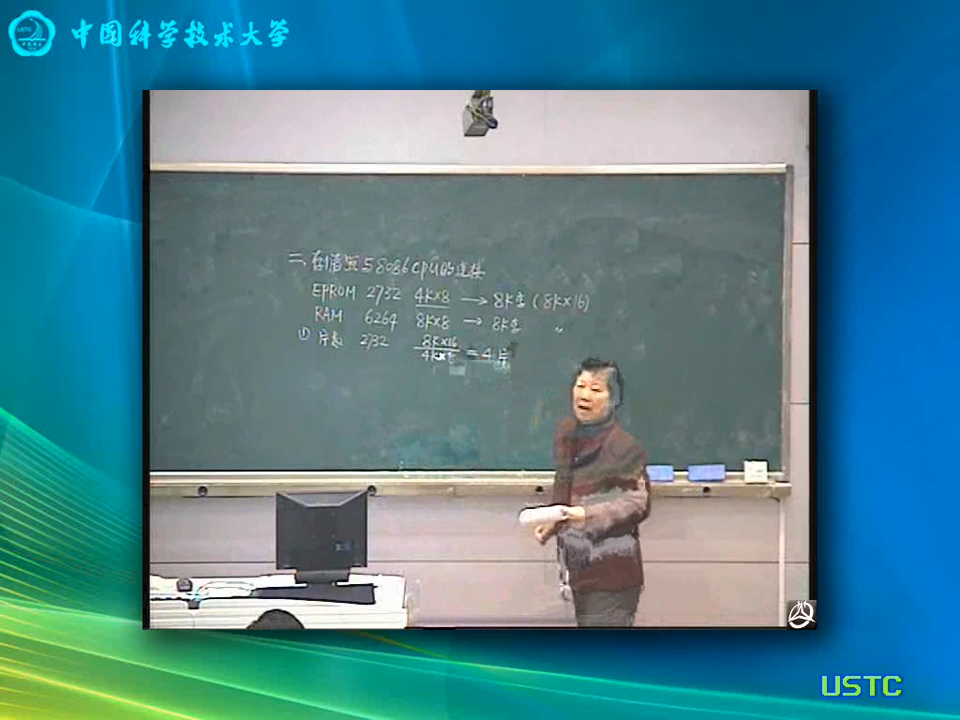 中国科学技术大学
二、存储器与8086CPU的连接
EPROM 2732 4K×8 → 8K字 (8K×16)
RAM 6264 8K×8 → 8K字 〃
① 片数 2732 8K×16 / 4K×8 = 4片
USTC